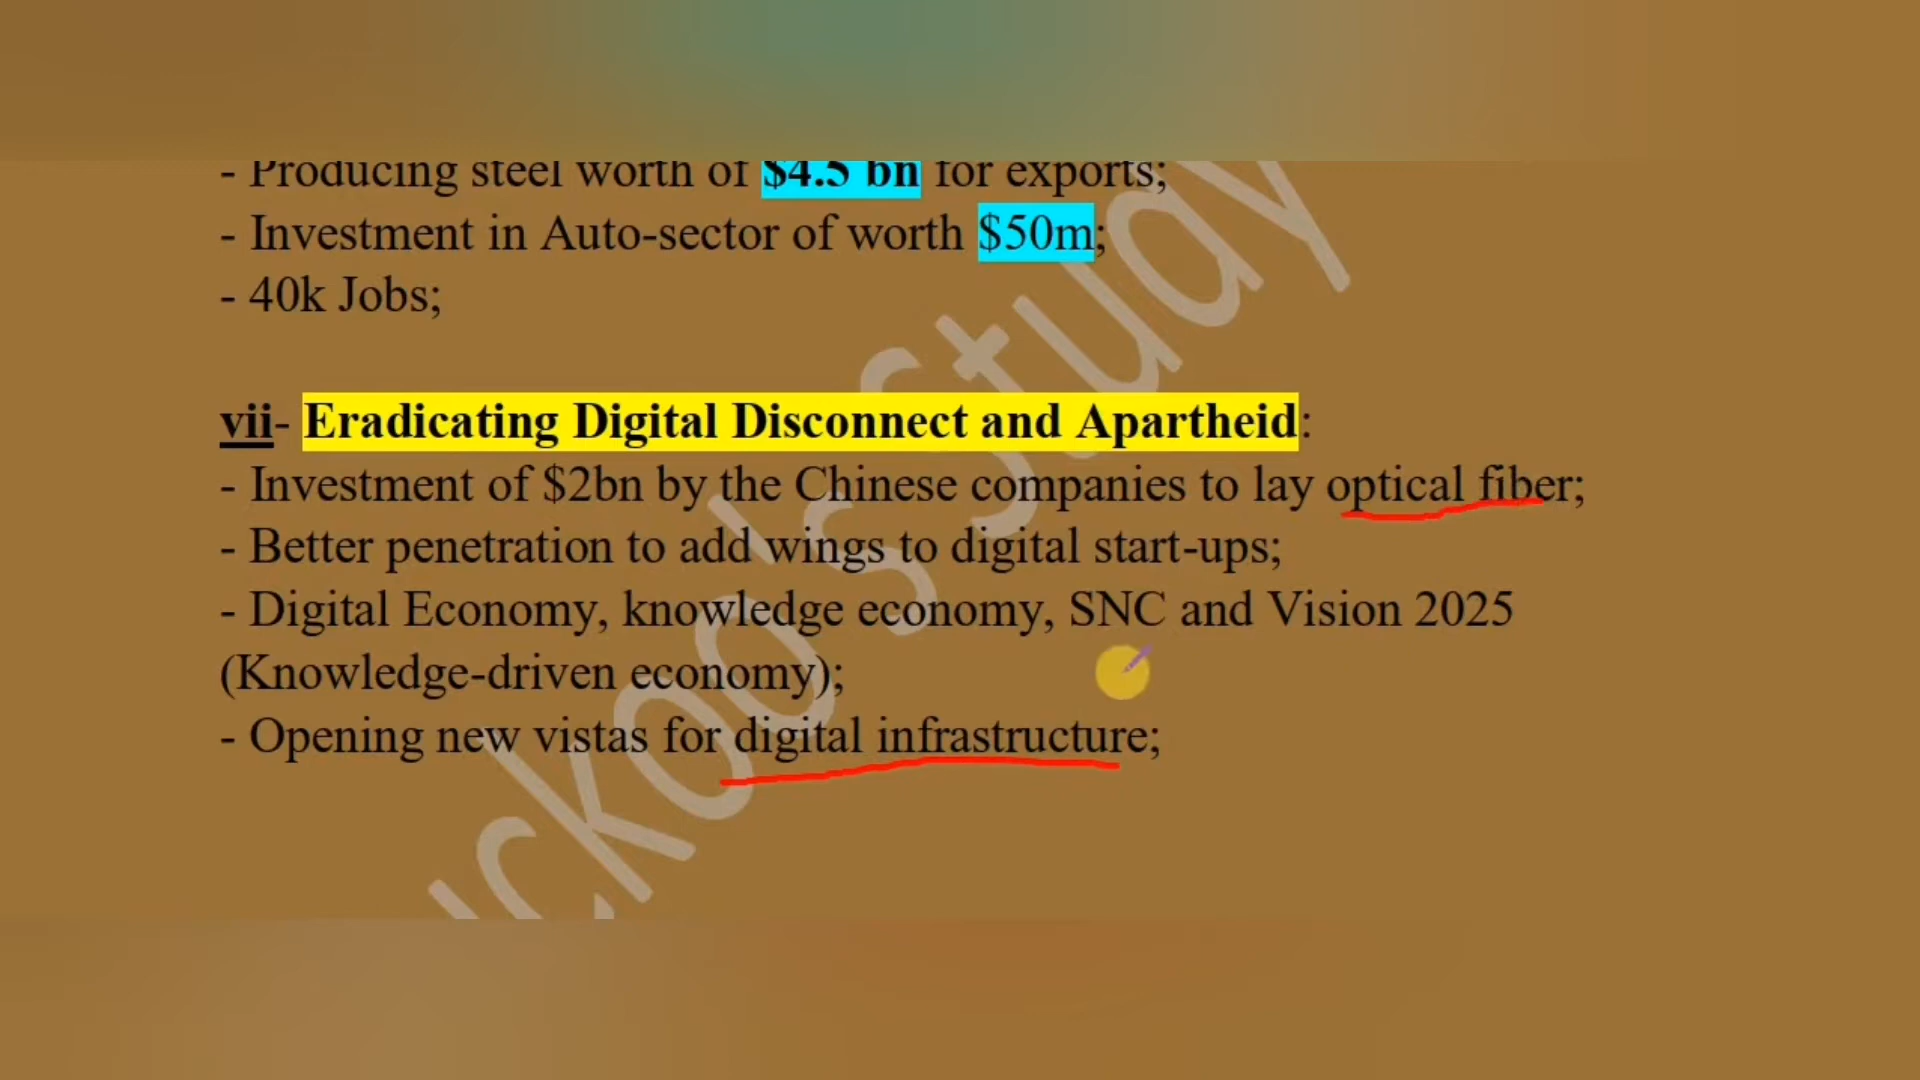 - Producing steel worth of $4.5 bn for exports;
- Investment in Auto-sector of worth $50m;
- 40k Jobs;
vii- Eradicating Digital Disconnect and Apartheid:
- Investment of $2bn by the Chinese companies to lay optical fiber;
- Better penetration to add wings to digital start-ups;
- Digital Economy, knowledge economy, SNC and Vision 2025
(Knowledge-driven economy);
- Opening new vistas for digital infrastructure;
Study